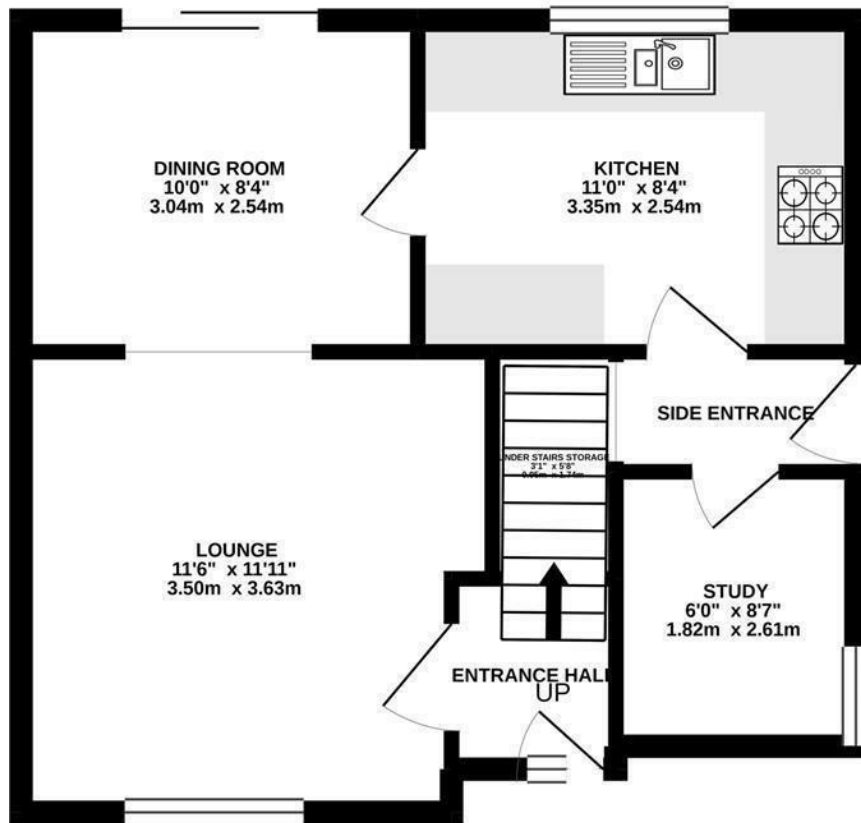 DINING ROOM
10'0" x 8'4"
3.04m x 2.54m
KITCHEN
11'0" x 8'4"
3.35m x 2.54m
SIDE ENTRANCE
UNDER STAIRS STORAGE
3'1" x 5'8"
LOUNGE
11'6" x 11'11"
3.50m x 3.63m
STUDY
6'0" x 8'7"
1.82m x 2.61m
ENTRANCE HALL
UP